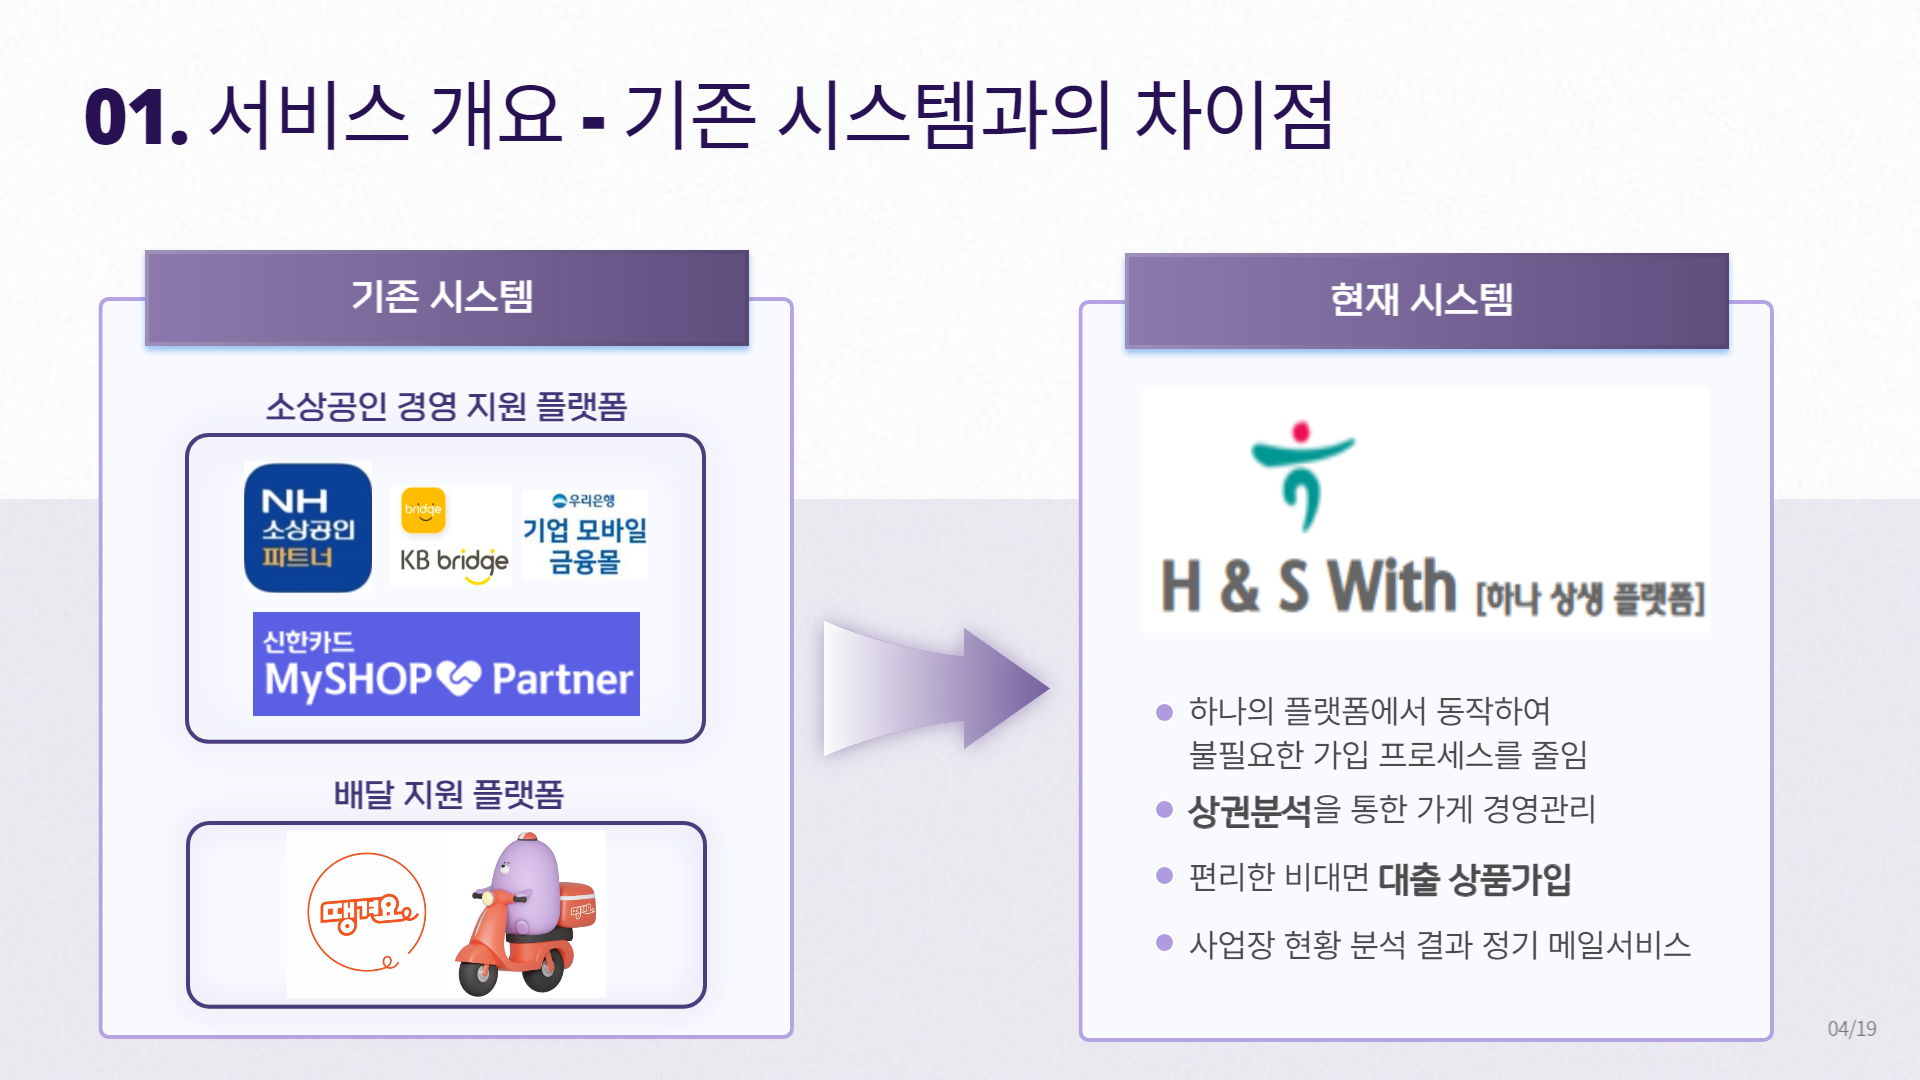 01. 서비스 개요 - 기존 시스템과의 차이점
기존 시스템
소상공인 경영 지원 플랫폼
NH
소상공인
파트너
bridge
KB bridge
우리은행
기업 모바일
금융몰
신한카드
MySHOP Partner
배달 지원 플랫폼
땡겨요
땡겨요
현재 시스템
H & S With [하나 상생 플랫폼]
하나의 플랫폼에서 동작하여
불필요한 가입 프로세스를 줄임
상권분석을 통한 가게 경영관리
편리한 비대면 대출 상품가입
사업장 현황 분석 결과 정기 메일서비스
04/19